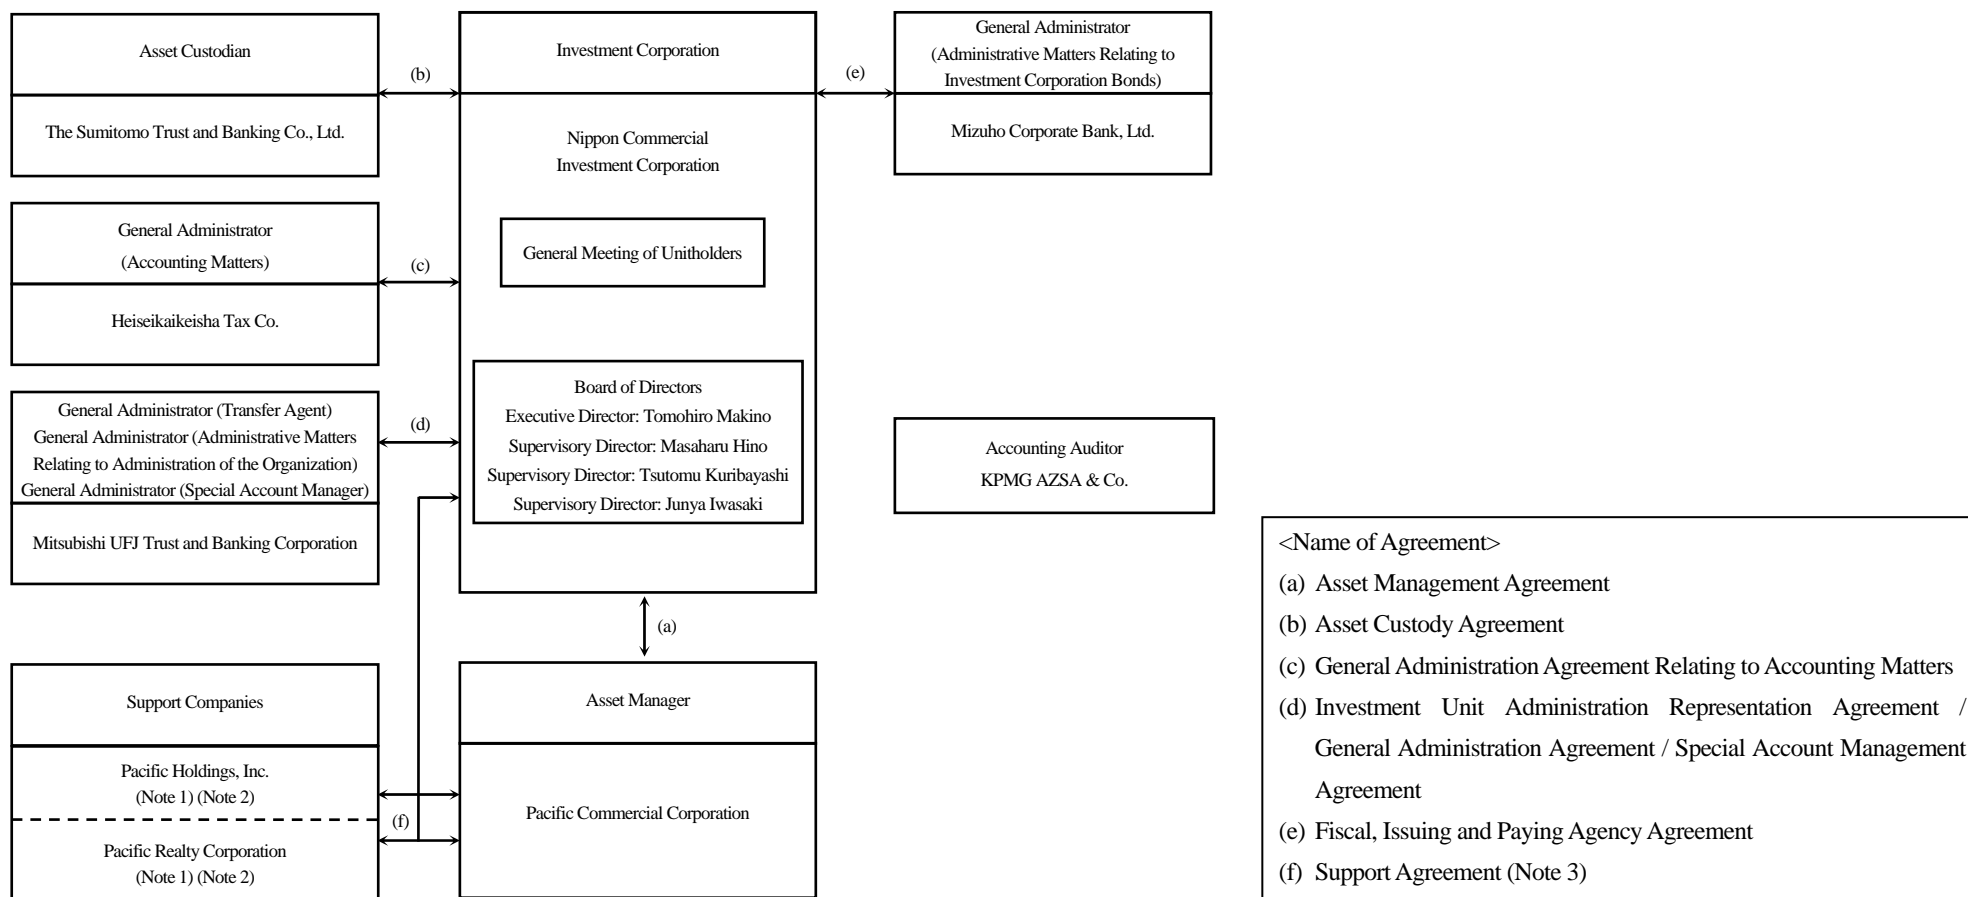 Asset Custodian
The Sumitomo Trust and Banking Co., Ltd.
(b)
Investment Corporation
Nippon Commercial
Investment Corporation
General Meeting of Unitholders
Board of Directors
Executive Director: Tomohiro Makino
Supervisory Director: Masaharu Hino
Supervisory Director: Tsutomu Kuribayashi
Supervisory Director: Junya Iwasaki
(e)
General Administrator
(Administrative Matters Relating to
Investment Corporation Bonds)
Mizuho Corporate Bank, Ltd.
General Administrator
(Accounting Matters)
Heiseikaikeisha Tax Co.
(c)
General Administrator (Transfer Agent)
General Administrator (Administrative Matters
Relating to Administration of the Organization)
General Administrator (Special Account Manager)
Mitsubishi UFJ Trust and Banking Corporation
(d)
Accounting Auditor
KPMG AZSA & Co.
(a)
Support Companies
Pacific Holdings, Inc.
(Note 1) (Note 2)
Pacific Realty Corporation
(Note 1) (Note 2)
(f)
Asset Manager
Pacific Commercial Corporation
<Name of Agreement>
(a) Asset Management Agreement
(b) Asset Custody Agreement
(c) General Administration Agreement Relating to Accounting Matters
(d) Investment Unit Administration Representation Agreement /
General Administration Agreement / Special Account Management
Agreement
(e) Fiscal, Issuing and Paying Agency Agreement
(f) Support Agreement (Note 3)